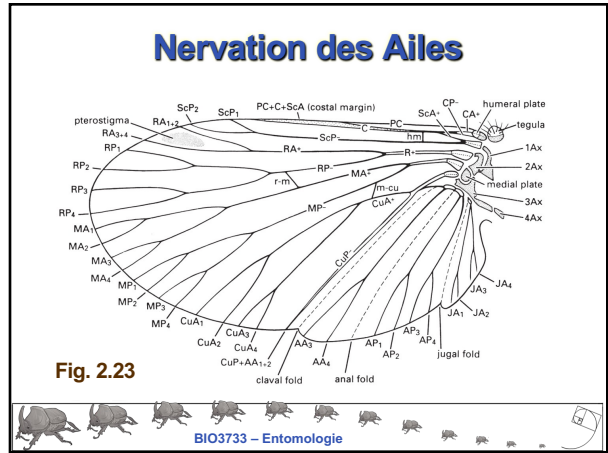 Nervation des Ailes
ScP2
ScP1
PC+C+ScA (costal margin)
CP-
humeral plate
ScA+
CA+
RA1+2
C
PC
tegula
pterostigma
hm
RA3+4
ScP-
1Ax
RP1
RA+
R+
2Ax
RP2
RP-
MA+
medial plate
r-m
m-cu
RP3
CuA+
3Ax
RP4
MP-
4Ax
MA1
MA2
CuP-
MA3
MA4
JA4
MP1
JA3
MP2
JA2
MP3
JA1
MP4
CuA1
CuA2
CuA3
CuA4
AA3
AP4
AP3
AP2
AP1
jugal fold
CuP+AA1+2
AA4
claval fold
anal fold
Fig. 2.23
BIO3733 – Entomologie